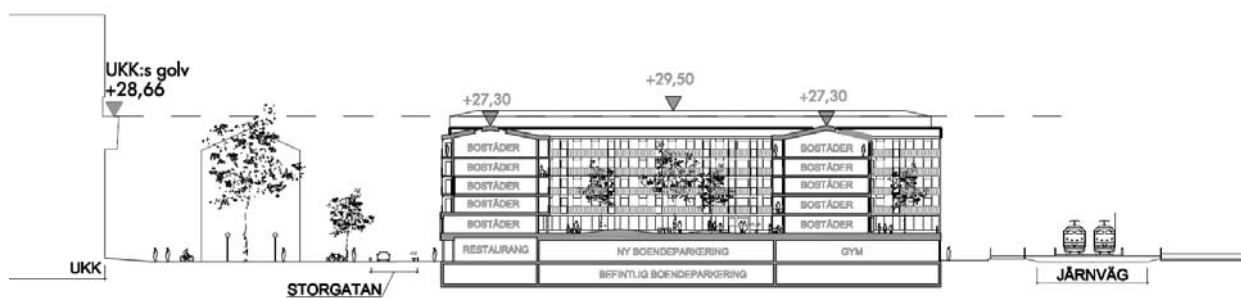 UKK:s golv
+28,66
+29,50
+27,30
+27,30
BOSTÄDER
BOSTÄDER
BOSTÄDER
BOSTÄDER
BOSTÄDER
BOSTÄDER
BOSTÄDER
BOSTÄDER
BOSTÄDER
BOSTÄDER
RESTAURANG
NY BOENDEPARKERING
GYM
BEFINTLIG BOENDEPARKERING
UKK
STORGATAN
JÄRNVÄG